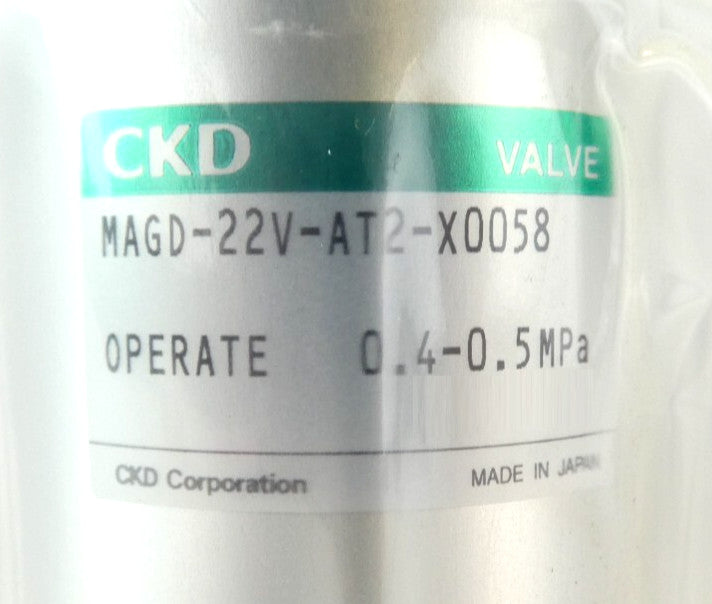 CKD VALVE
MAGD-22V-AT2-X0058
OPERATE 0.4-0.5MPa
CKD Corporation MADE IN JAPAN